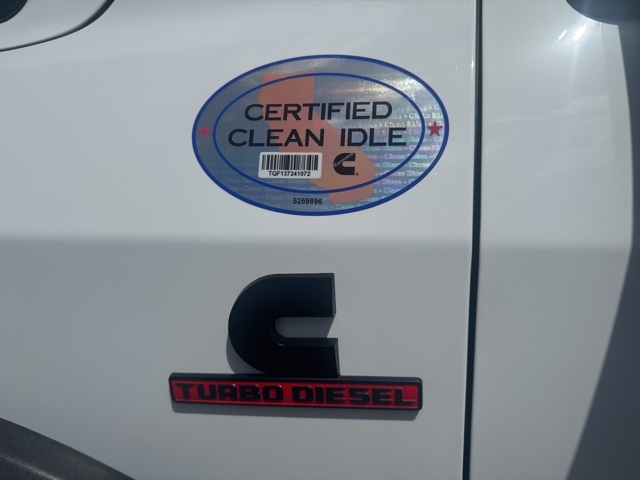 CERTIFIED
CLEAN IDLE
TQF137241072
5259896
TURBO DIESEL